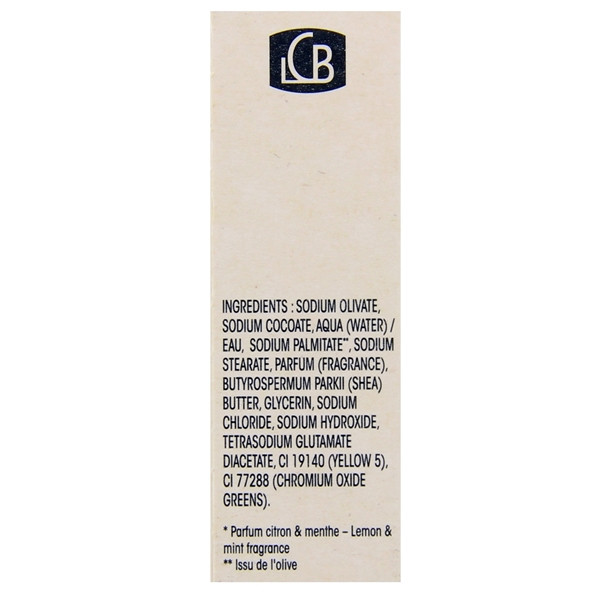 LCB
INGREDIENTS : SODIUM OLIVATE,
SODIUM COCOATE, AQUA (WATER) /
EAU, SODIUM PALMITATE**, SODIUM
STEARATE, PARFUM (FRAGRANCE),
BUTYROSPERMUM PARKII (SHEA)
BUTTER, GLYCERIN, SODIUM
CHLORIDE, SODIUM HYDROXIDE,
TETRASODIUM GLUTAMATE
DIACETATE, CI 19140 (YELLOW 5),
CI 77288 (CHROMIUM OXIDE
GREENS).
* Parfum citron & menthe – Lemon &
mint fragrance
** Issu de l'olive